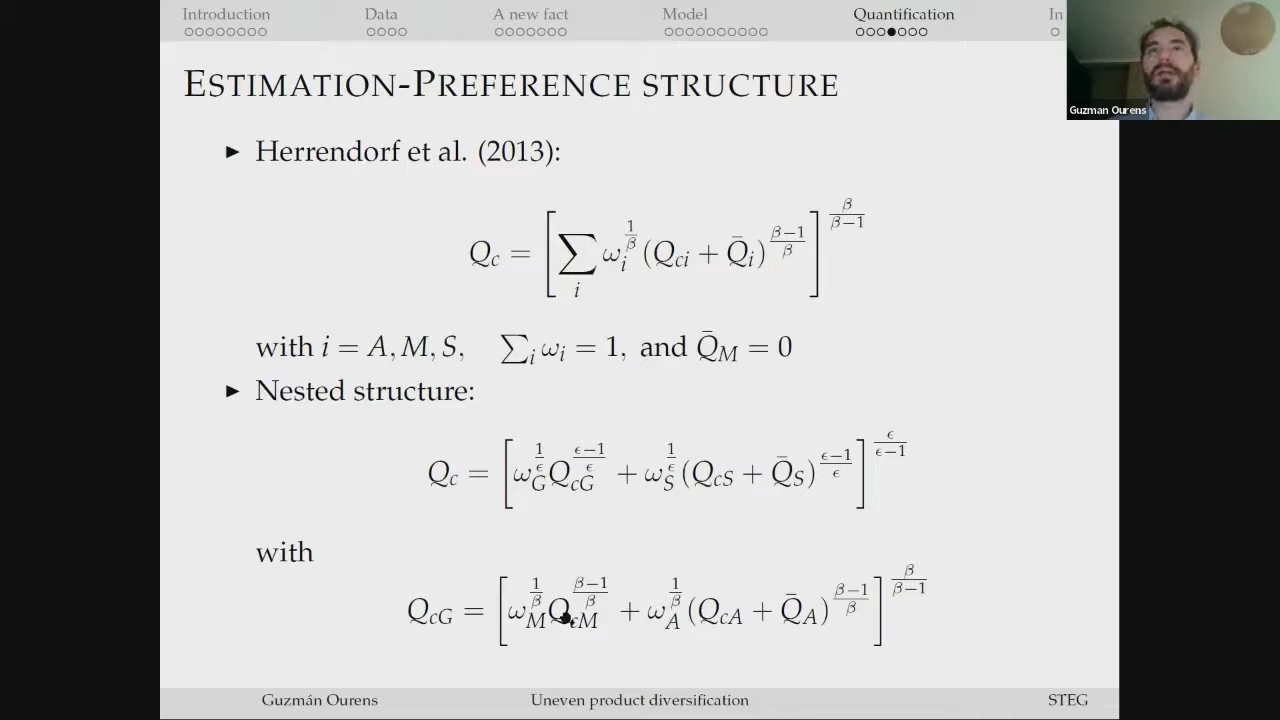 Introduction Data A new fact Model Quantification In
Guzman Ourens
ESTIMATION-PREFERENCE STRUCTURE
► Herrendorf et al. (2013):
Q_c = [∑_i ω_i^{1/β} (Q_{ci} + Q̄_i)^{(β−1)/β}]^{β/(β−1)}
with i = A, M, S, ∑_i ω_i = 1, and Q̄_M = 0
► Nested structure:
Q_c = [ω_G^{1/ϵ} Q_{cG}^{(ϵ−1)/ϵ} + ω_S^{1/ϵ} (Q_{cS} + Q̄_S)^{(ϵ−1)/ϵ}]^{ϵ/(ϵ−1)}
with
Q_{cG} = [ω_M^{1/β} Q_{cM}^{(β−1)/β} + ω_A^{1/β} (Q_{cA} + Q̄_A)^{(β−1)/β}]^{β/(β−1)}
Guzmán Ourens Uneven product diversification STEG